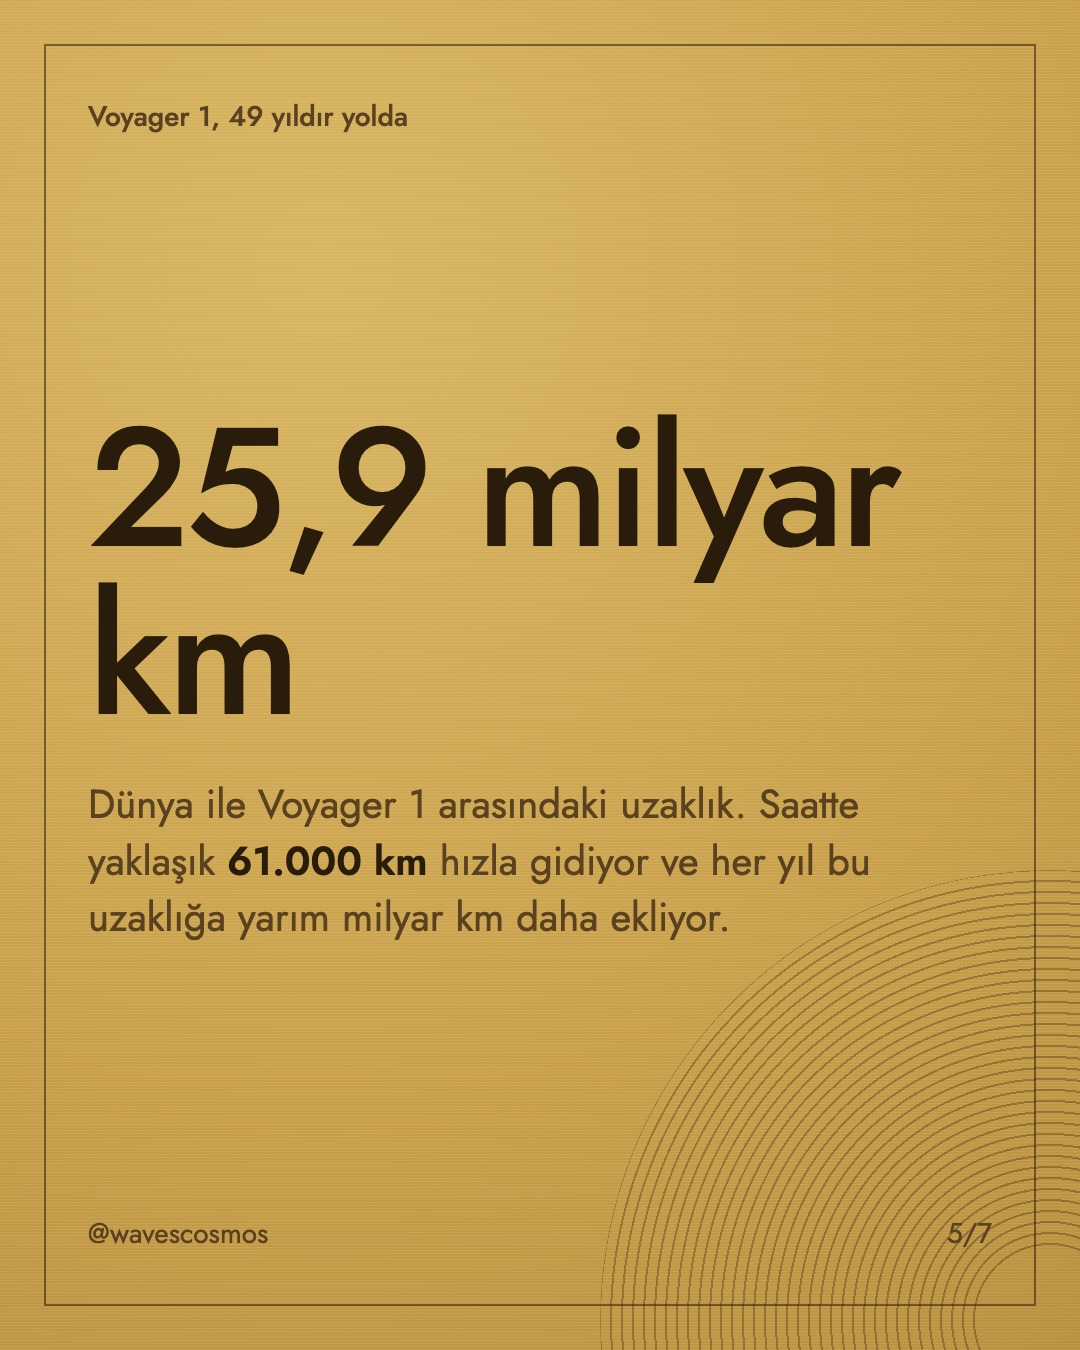 Voyager 1, 49 yıldır yolda
25,9 milyar
km
Dünya ile Voyager 1 arasındaki uzaklık. Saatte
yaklaşık 61.000 km hızla gidiyor ve her yıl bu
uzaklığa yarım milyar km daha ekliyor.
@wavescosmos
5/7